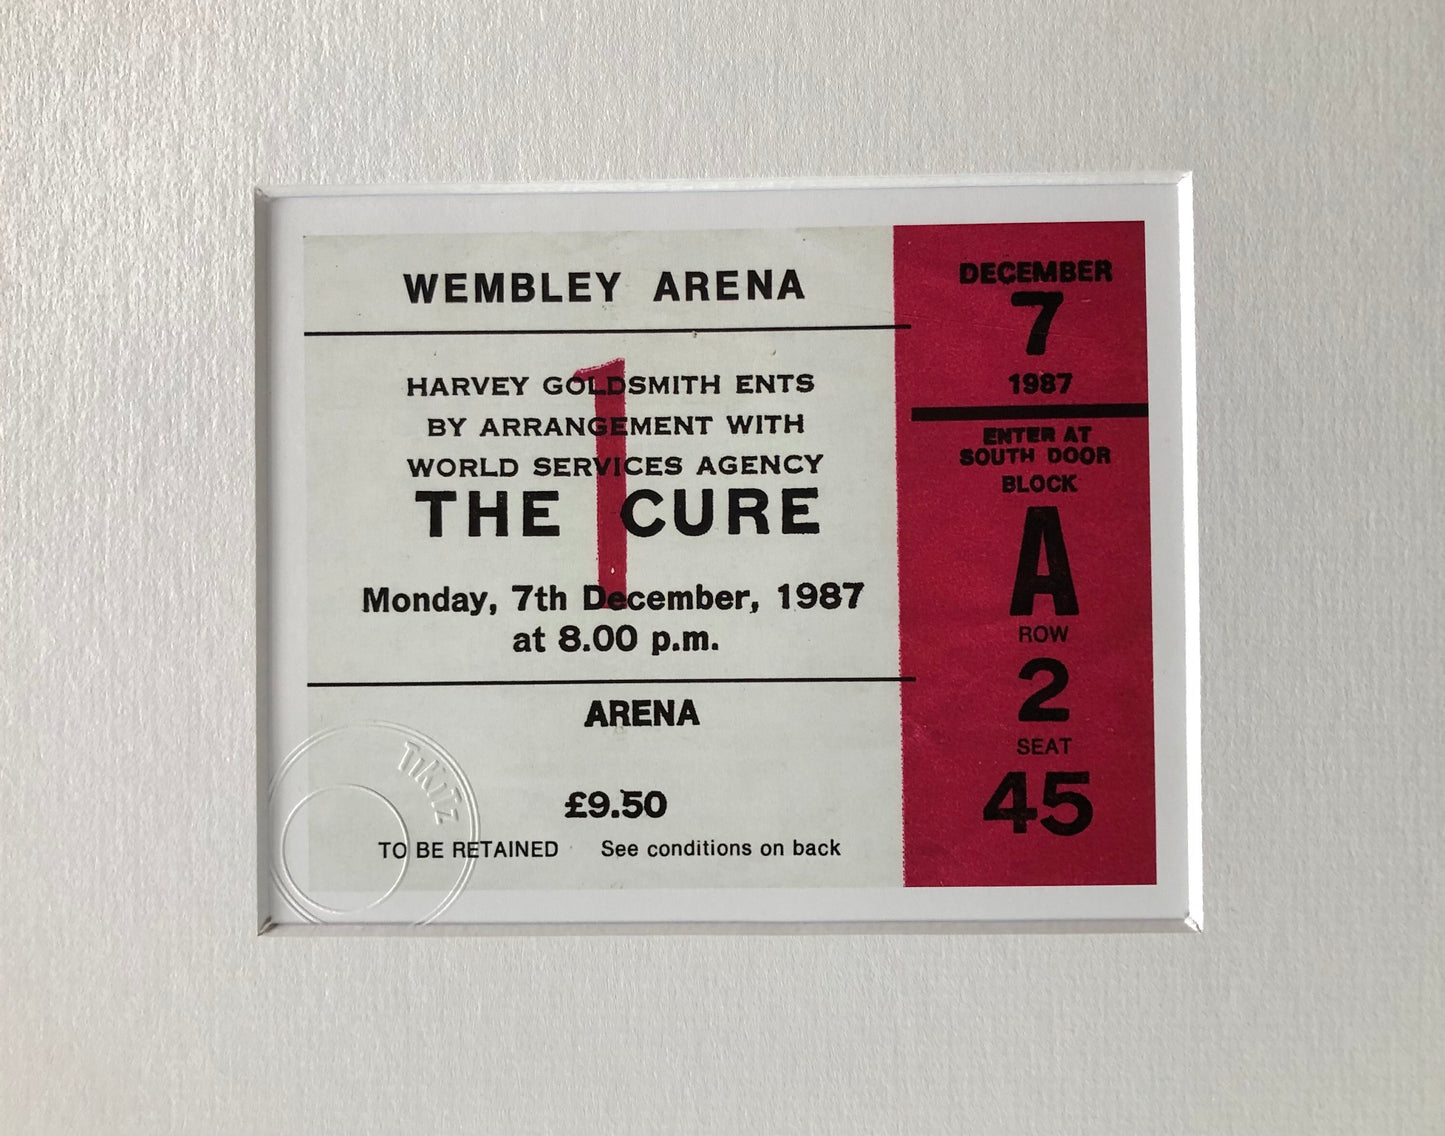 WEMBLEY ARENA
1
HARVEY GOLDSMITH ENTS
BY ARRANGEMENT WITH
WORLD SERVICES AGENCY
THE CURE
Monday, 7th December, 1987
at 8.00 p.m.
ARENA
£9.50
TO BE RETAINED See conditions on back
TIKITZ
DECEMBER
7
1987
ENTER AT
SOUTH DOOR
BLOCK
A
ROW
2
SEAT
45